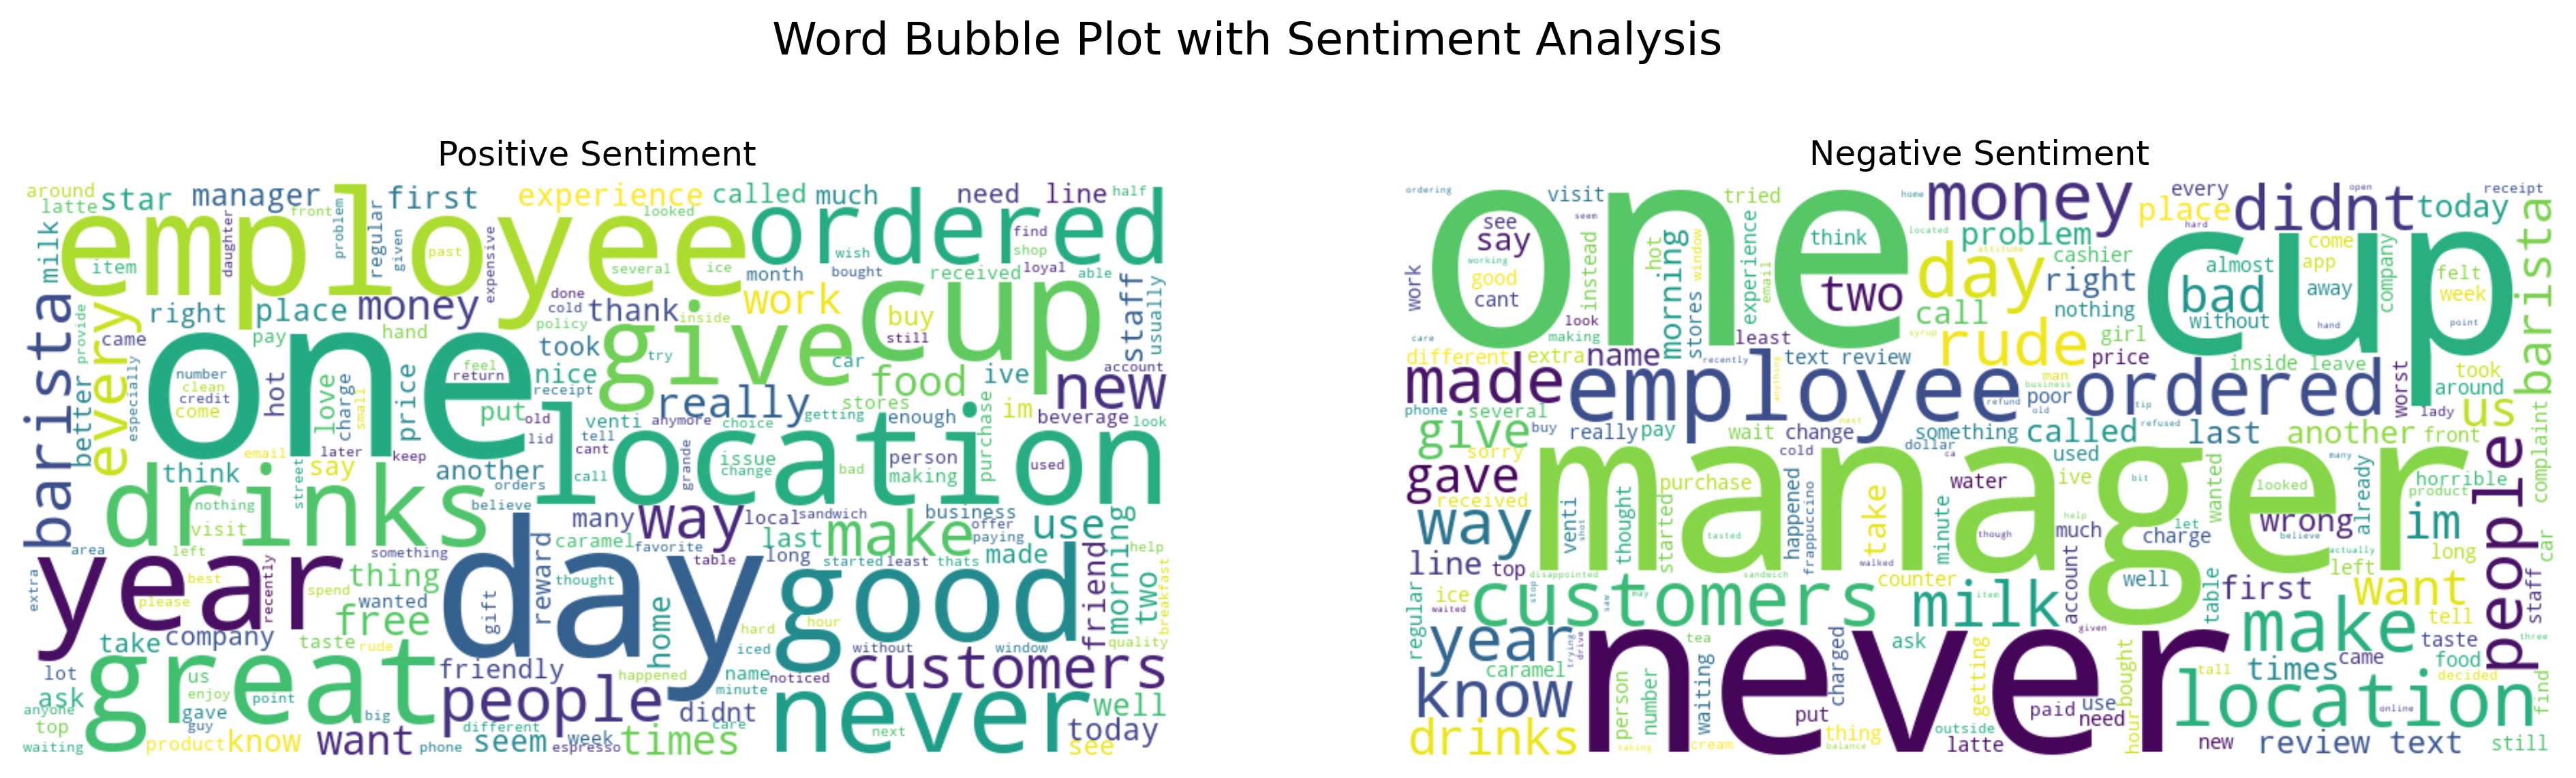 Word Bubble Plot with Sentiment Analysis
Positive Sentiment
around star manager first experience called much need line half
latte front looked
employee ordered
milk item daughter problem regular given past expensive several ice wish find shop
month bought received loyal able
barista right place money done cold thank inside work cup buy still staff usually
every came pay hand policy give
better provide especially took try car food ive account new
one number clean credit come hot love charge small price feel return nice receipt really stores getting purchase im beverage look
put old lid venti anymore choice enough
email later keep tell cant location
think say street another orders call grande issue change bad person making used
drinks nothing visit believe many way local sandwich business offer
make paying use morning
area left something caramel favorite last made
extra year best please recently spend thing wanted table long started least thats friend two help breakfast
free day thought reward gift home good quality
take company taste rude hard hour iced
lot great friendly happened name noticed without window customers
ask us enjoy point people minute
anyone gave guy big didnt care never well
top different next today
waiting product know want phone seem week espresso times see
Negative Sentiment
ordering visit home money every open receipt
one see say working good cant seem tried think located place didnt today
work instead hot morning window experience email two problem attitude hard cup come company barista
day right cashier almost app felt week
care look making stores least call nothing bad away
syrup rude girl without hand point
different extra name recently text review price inside leave
made employee anything man business ordered worst took around
phone several refund poor old tip lady us
give buy really pay wait change next something called refused last another front
gave sorry cold dollar ca used many complaint
received manager purchase water ive wanted bit looked already horrible product people
way venti shot thought started tasted happened frappuccino take minute much help let charge wrong believe im
line top though actually long car
disappointed sandwich walked counter account well table left first staff
ice waited customers stop saw may item milk want
regular year trying drive tea charged ask given make tell taste three
caramel getting tall times came food decided
know person number waiting bought location find
put paid use need online
drinks taking cream thing balance outside latte hour new review text still